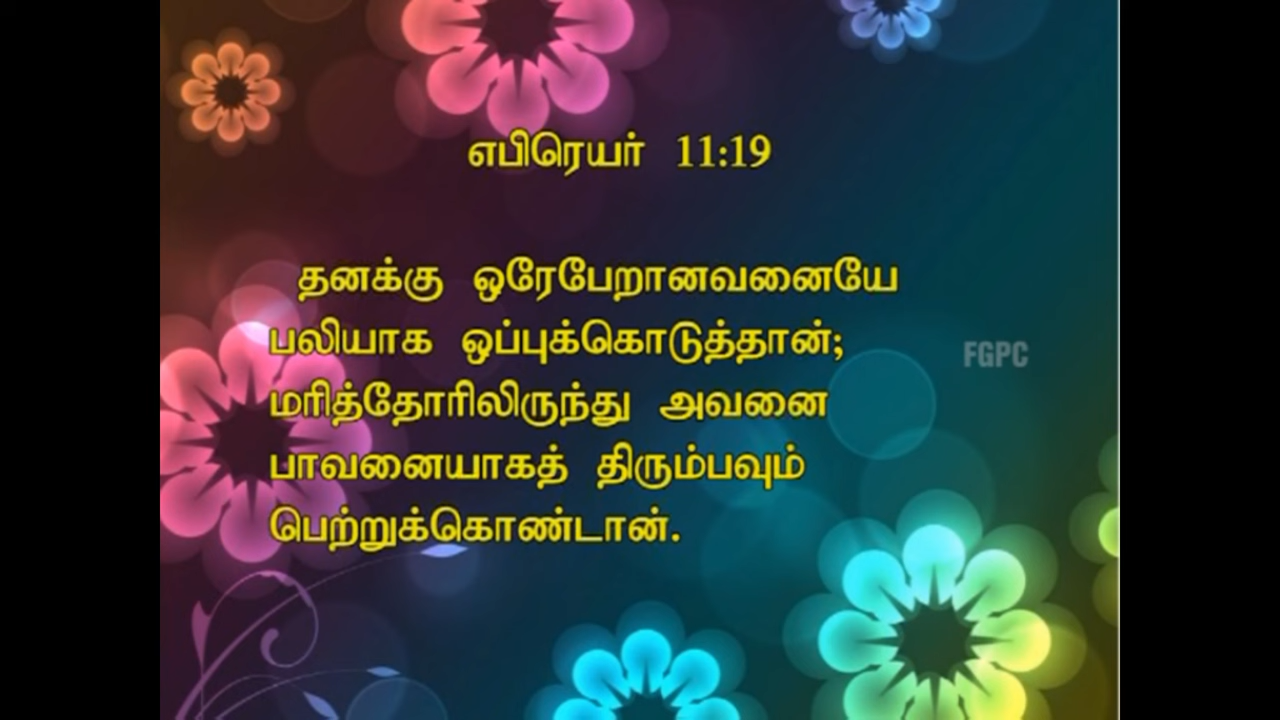 எபிரெயர் 11:19
தனக்கு ஒரேபேறானவனையே
பலியாக ஒப்புக்கொடுத்தான்;
மரித்தோரிலிருந்து அவனை
பாவனையாகத் திரும்பவும்
பெற்றுக்கொண்டான்.
FGPC